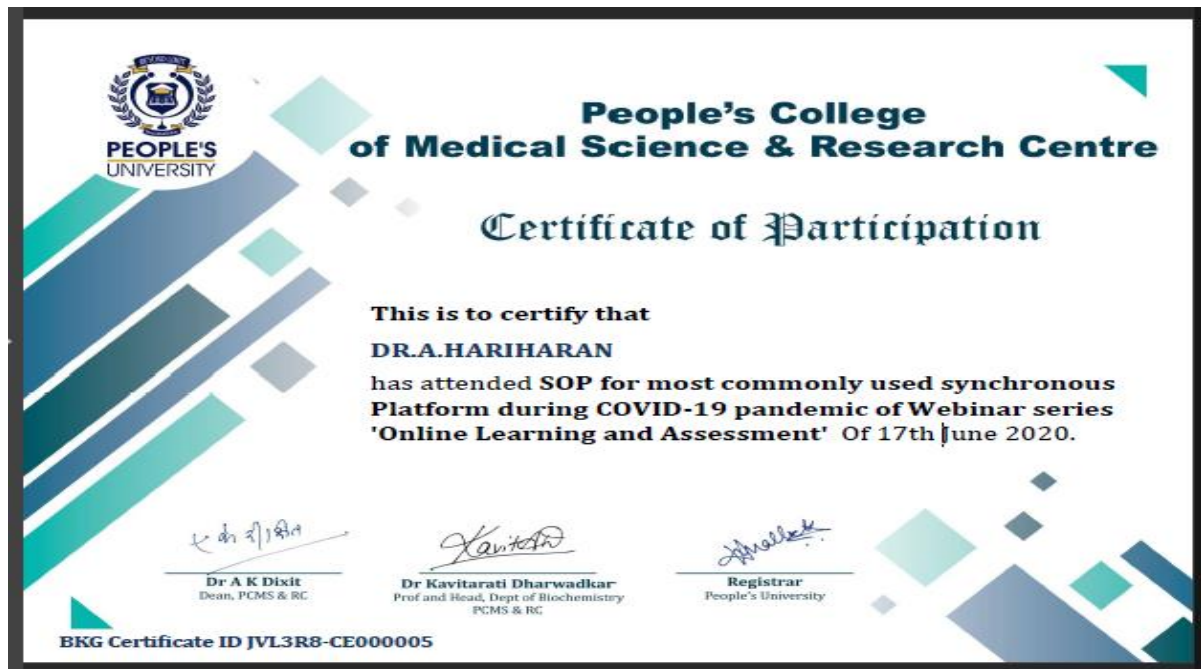 PEOPLE'S
UNIVERSITY
People's College
of Medical Science & Research Centre
Certificate of Participation
This is to certify that
DR.A.HARIHARAN
has attended SOP for most commonly used synchronous
Platform during COVID-19 pandemic of Webinar series
'Online Learning and Assessment' Of 17th June 2020.
Dr A K Dixit
Dean, PCMS & RC
Dr Kavitarati Dharwadkar
Prof and Head, Dept of Biochemistry
PCMS & RC
Registrar
People's University
BKG Certificate ID JVL3R8-CE000005